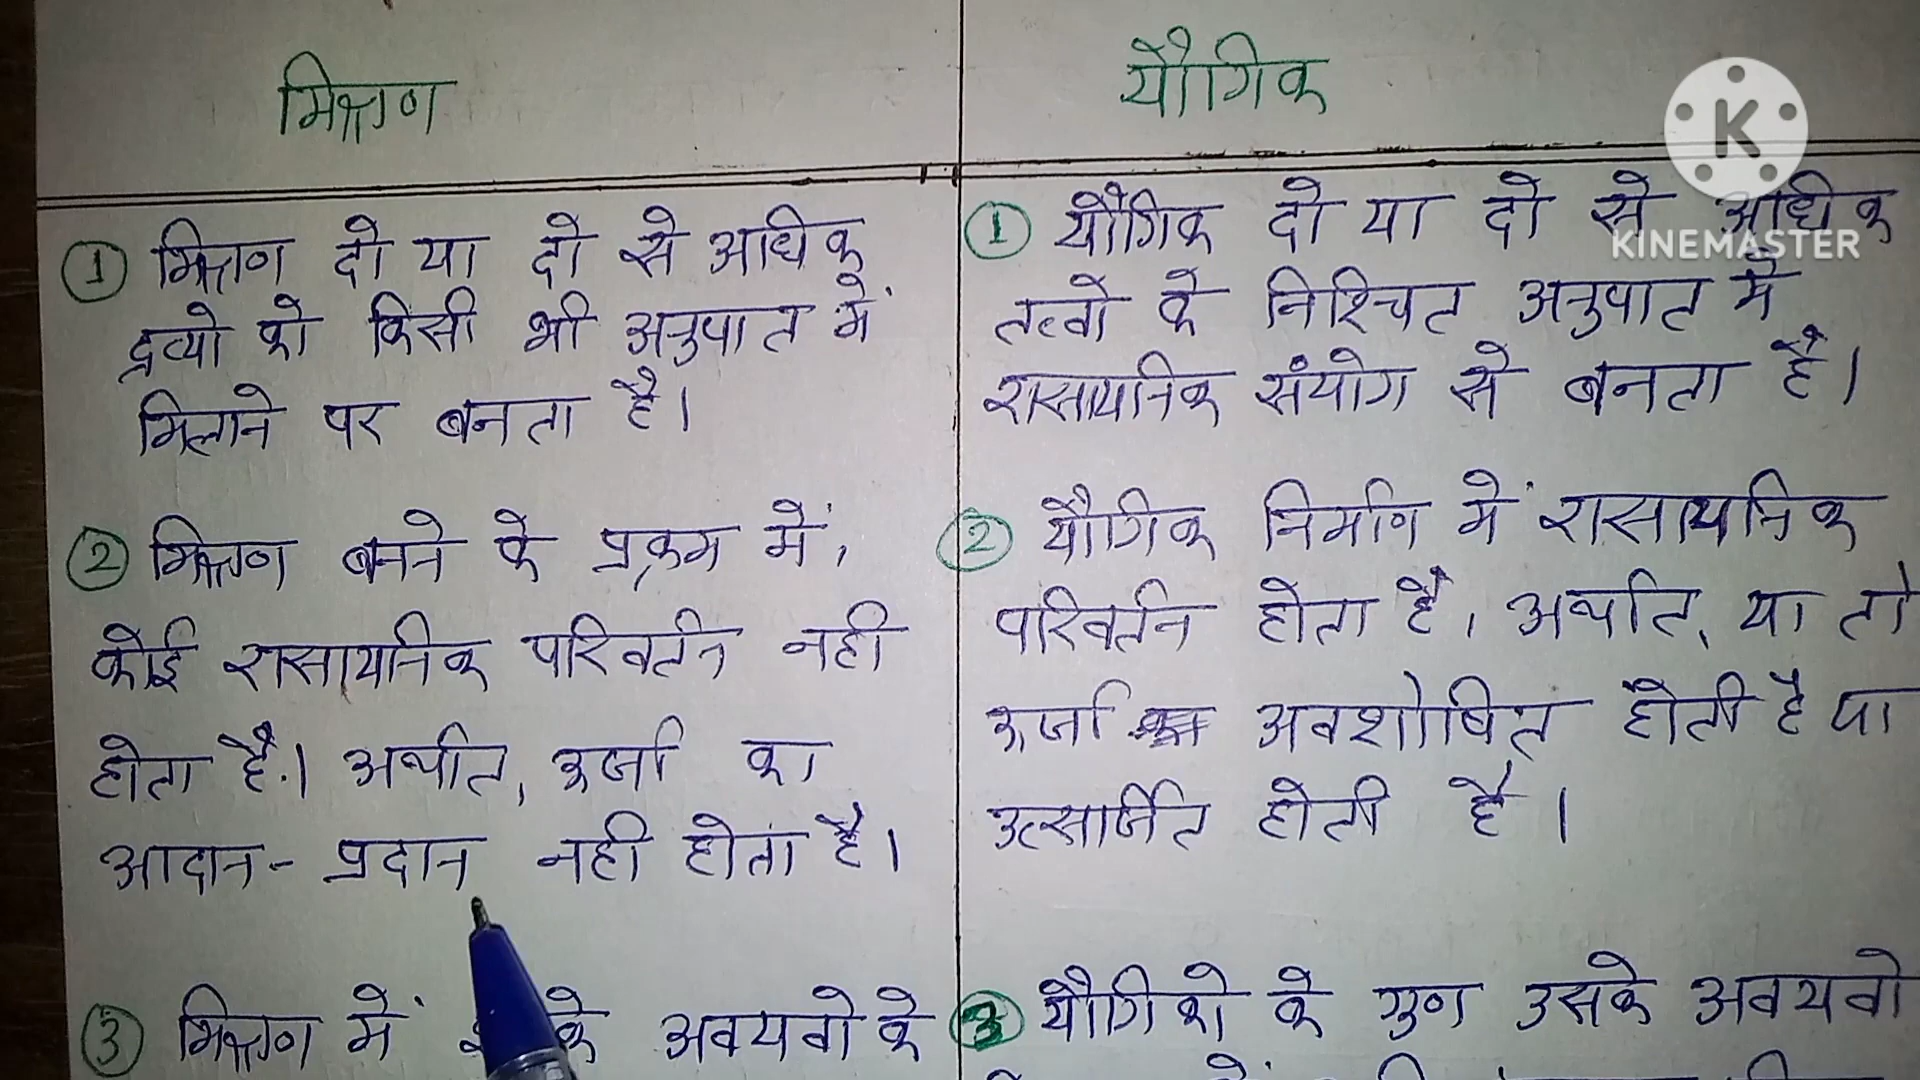 मिश्रण
यौगिक
K
KINEMASTER
① मिश्रण दो या दो से अधिक
द्रव्यो को किसी भी अनुपात में
मिलाने पर बनता है।
② मिश्रण बनने के प्रक्रम में,
कोई रासायनिक परिवर्तन नही
होता है.। अर्थात, ऊर्जा का
आदान - प्रदान नही होता है।
③ मिश्रण में के अवयवो के
① यौगिक दो या दो से अधिक
तत्वो के निश्चित अनुपात में
रासायनिक संयोग से बनता है।
② यौगिक निर्माण में रासायनिक
परिवर्तन होता है, अर्थात, या तो
ऊर्जा अवशोषित होती है या
उत्सर्जित होती है।
③ यौगिको के गुण उसके अवयवो